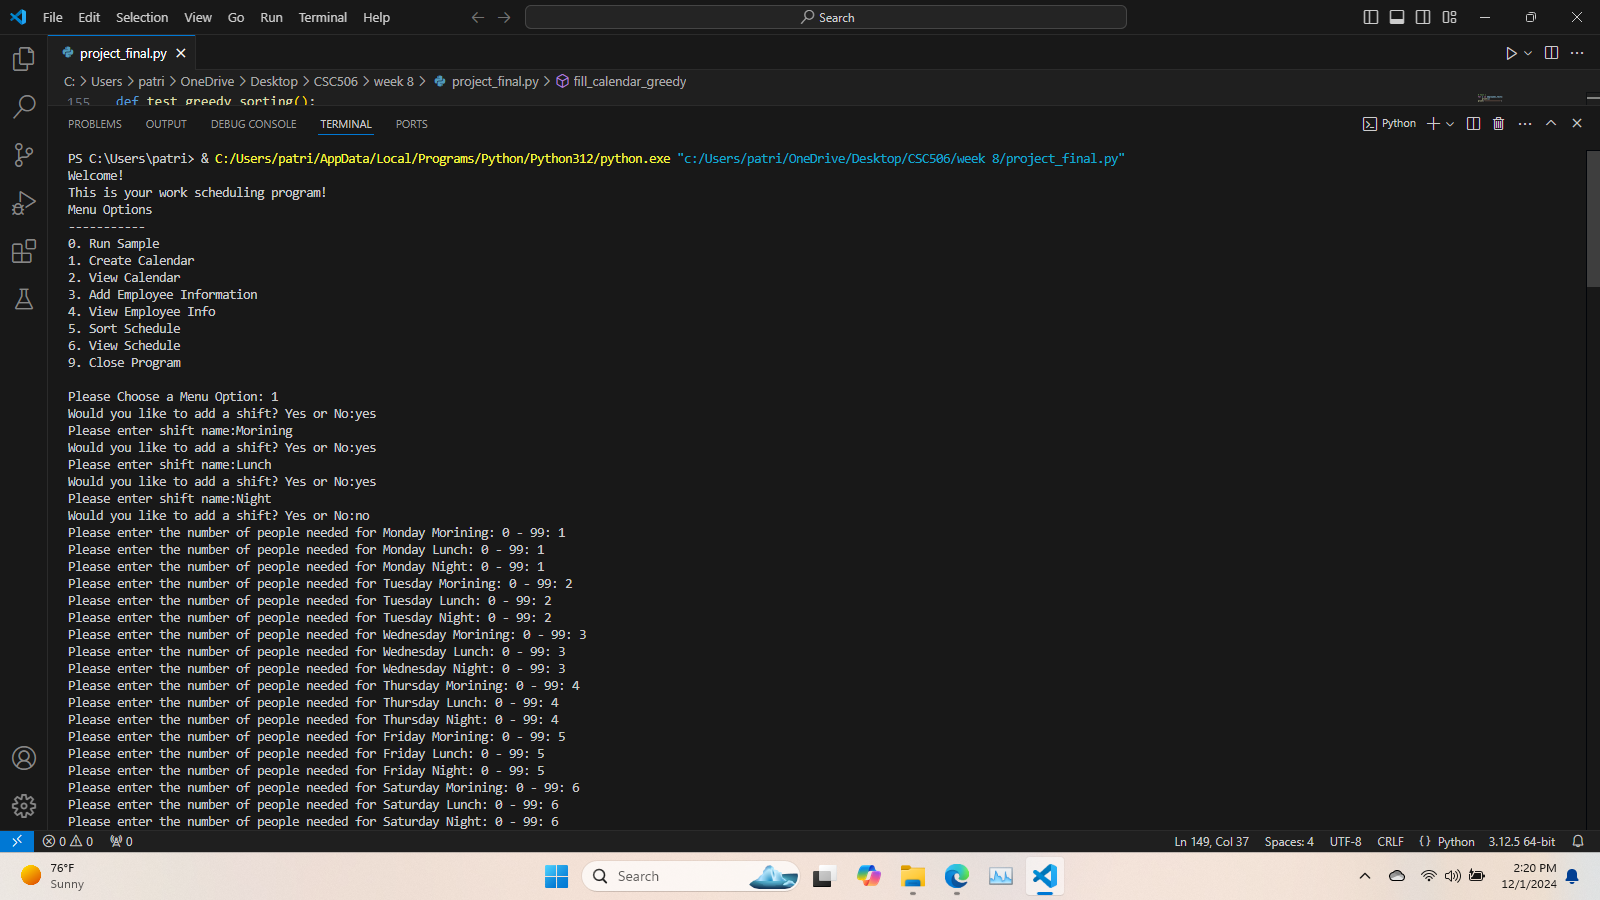 File Edit Selection View Go Run Terminal Help
Search
project_final.py
C: > Users > patri > OneDrive > Desktop > CSC506 > week 8 > project_final.py > fill_calendar_greedy
155 def test_greedy_sorting():
PROBLEMS OUTPUT DEBUG CONSOLE TERMINAL PORTS
Python
PS C:\Users\patri> & C:/Users/patri/AppData/Local/Programs/Python/Python312/python.exe "c:/Users/patri/OneDrive/Desktop/CSC506/week 8/project_final.py"
Welcome!
This is your work scheduling program!
Menu Options
-----------
0. Run Sample
1. Create Calendar
2. View Calendar
3. Add Employee Information
4. View Employee Info
5. Sort Schedule
6. View Schedule
9. Close Program
Please Choose a Menu Option: 1
Would you like to add a shift? Yes or No:yes
Please enter shift name:Morining
Would you like to add a shift? Yes or No:yes
Please enter shift name:Lunch
Would you like to add a shift? Yes or No:yes
Please enter shift name:Night
Would you like to add a shift? Yes or No:no
Please enter the number of people needed for Monday Morining: 0 - 99: 1
Please enter the number of people needed for Monday Lunch: 0 - 99: 1
Please enter the number of people needed for Monday Night: 0 - 99: 1
Please enter the number of people needed for Tuesday Morining: 0 - 99: 2
Please enter the number of people needed for Tuesday Lunch: 0 - 99: 2
Please enter the number of people needed for Tuesday Night: 0 - 99: 2
Please enter the number of people needed for Wednesday Morining: 0 - 99: 3
Please enter the number of people needed for Wednesday Lunch: 0 - 99: 3
Please enter the number of people needed for Wednesday Night: 0 - 99: 3
Please enter the number of people needed for Thursday Morining: 0 - 99: 4
Please enter the number of people needed for Thursday Lunch: 0 - 99: 4
Please enter the number of people needed for Thursday Night: 0 - 99: 4
Please enter the number of people needed for Friday Morining: 0 - 99: 5
Please enter the number of people needed for Friday Lunch: 0 - 99: 5
Please enter the number of people needed for Friday Night: 0 - 99: 5
Please enter the number of people needed for Saturday Morining: 0 - 99: 6
Please enter the number of people needed for Saturday Lunch: 0 - 99: 6
Please enter the number of people needed for Saturday Night: 0 - 99: 6
0 0 0 Ln 149, Col 37 Spaces: 4 UTF-8 CRLF {} Python 3.12.5 64-bit
76°F
Sunny
Search
2:20 PM
12/1/2024